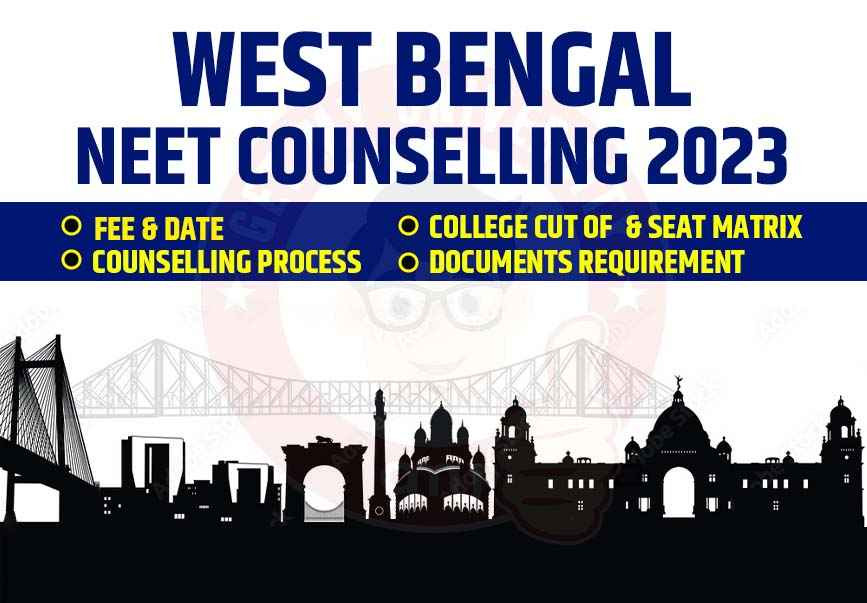 WEST BENGAL
NEET COUNSELLING 2023
FEE & DATE
COUNSELLING PROCESS
COLLEGE CUT OF & SEAT MATRIX
DOCUMENTS REQUIREMENT